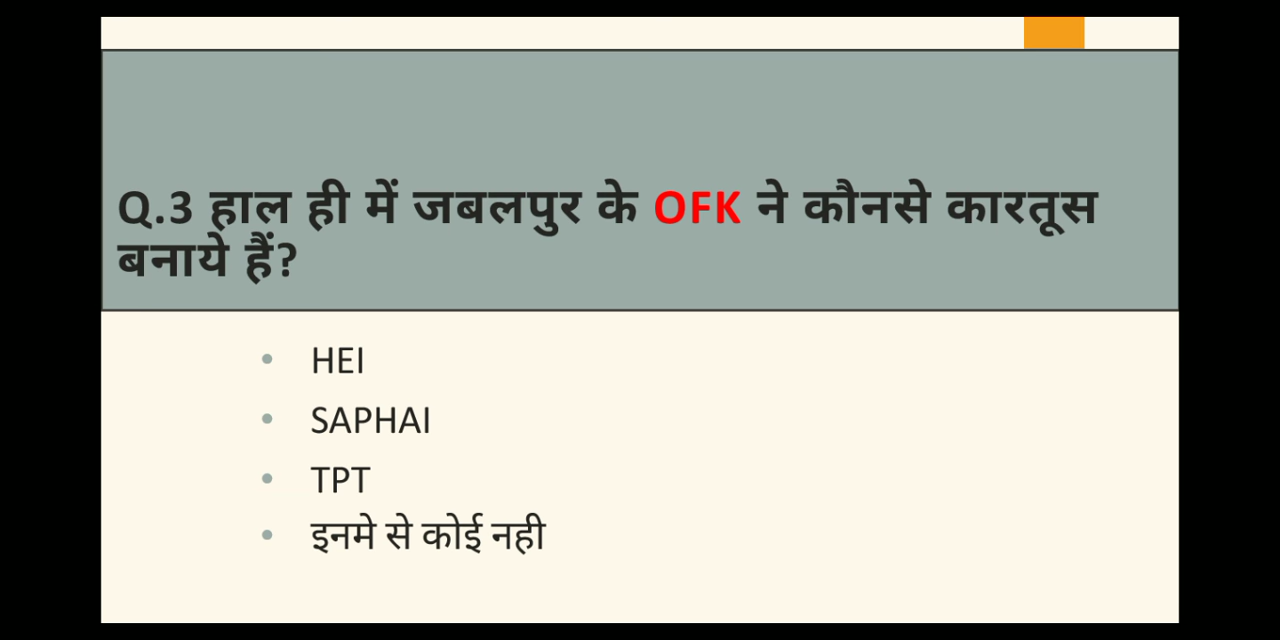 Q.3 हाल ही में जबलपुर के OFK ने कौनसे कारतूस
बनाये हैं?
• HEI
• SAPHAI
• TPT
• इनमे से कोई नही